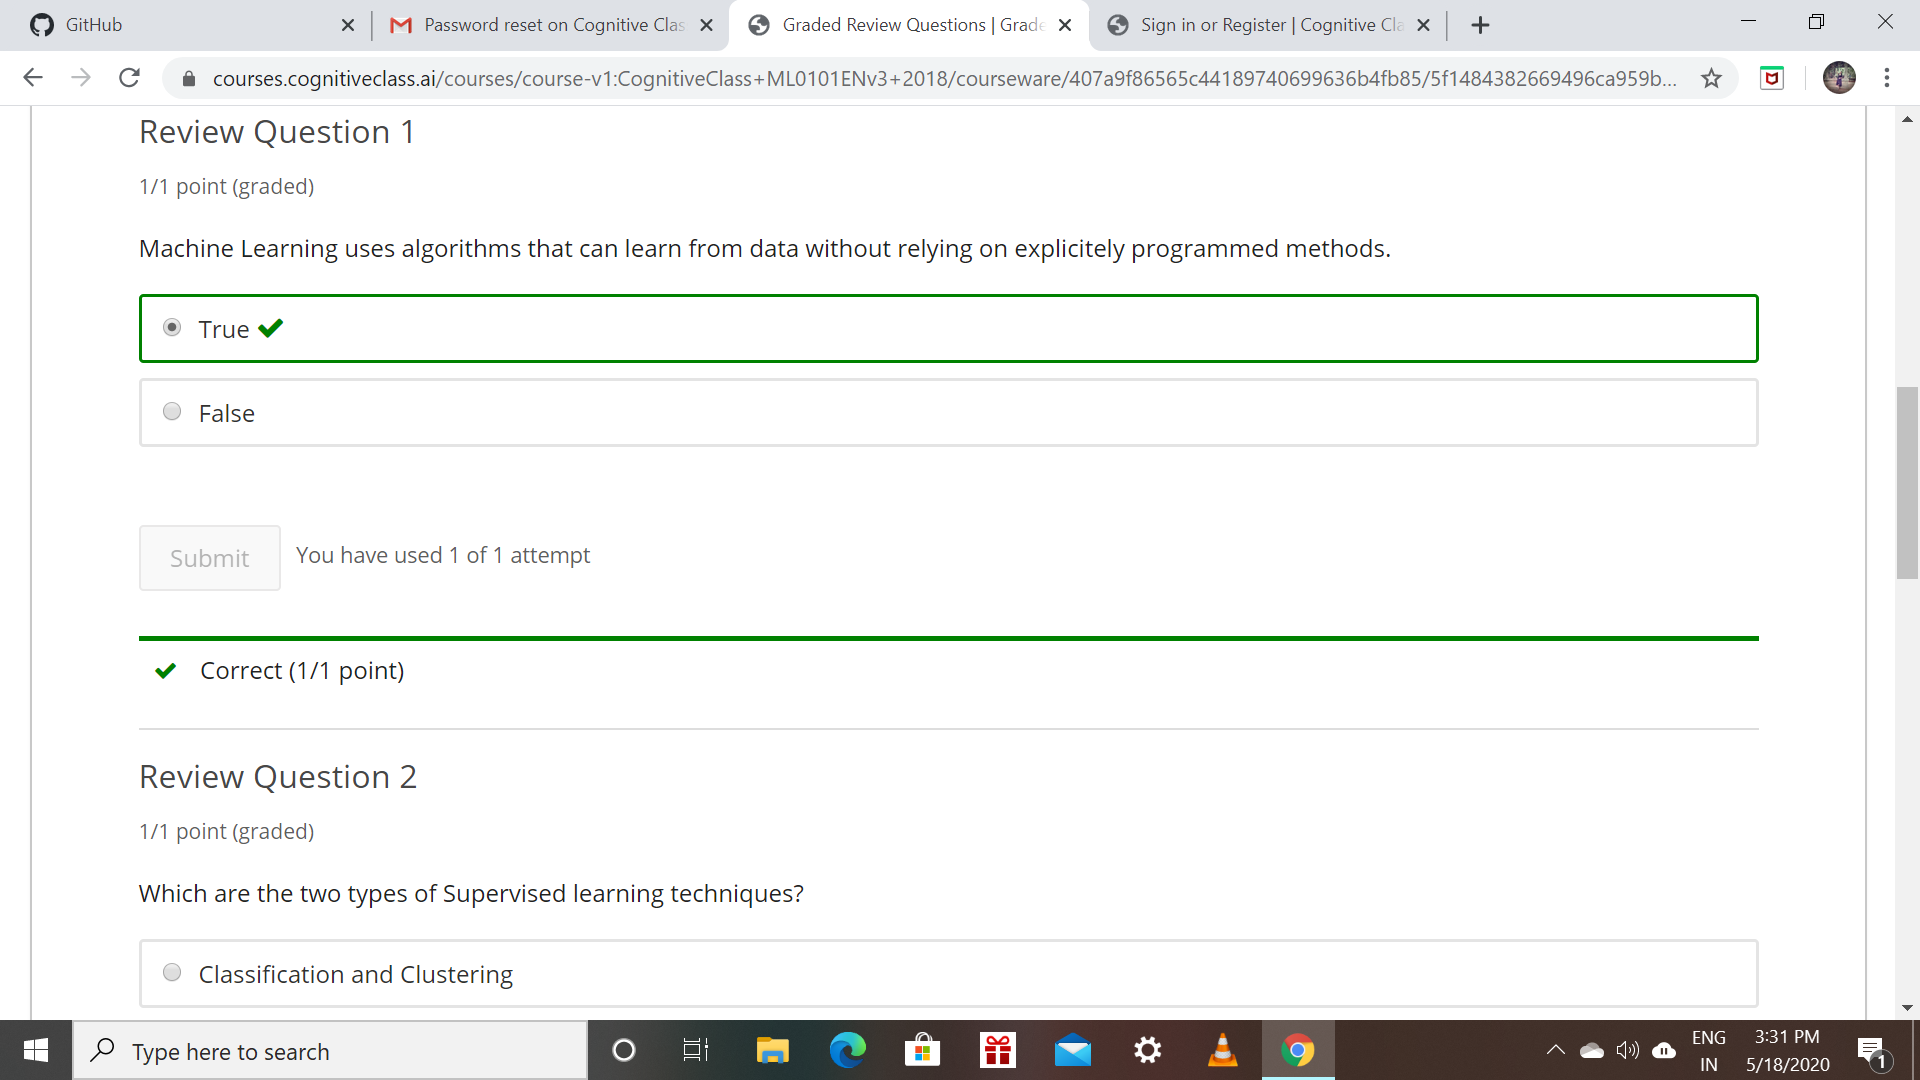 GitHub
Password reset on Cognitive Clas
Graded Review Questions | Grade
Sign in or Register | Cognitive Cla
courses.cognitiveclass.ai/courses/course-v1:CognitiveClass+ML0101ENv3+2018/courseware/407a9f86565c44189740699636b4fb85/5f1484382669496ca959b...
Review Question 1
1/1 point (graded)
Machine Learning uses algorithms that can learn from data without relying on explicitely programmed methods.
True
False
Submit
You have used 1 of 1 attempt
Correct (1/1 point)
Review Question 2
1/1 point (graded)
Which are the two types of Supervised learning techniques?
Classification and Clustering
Type here to search
ENG
IN
3:31 PM
5/18/2020
1